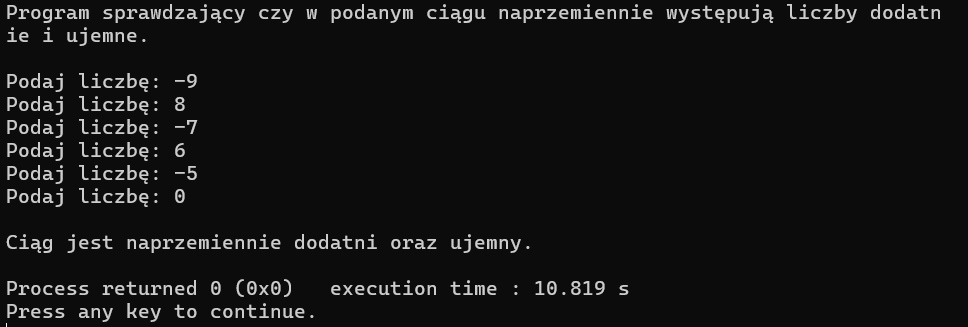 Program sprawdzający czy w podanym ciągu naprzemiennie występują liczby dodatn
ie i ujemne.
Podaj liczbę: -9
Podaj liczbę: 8
Podaj liczbę: -7
Podaj liczbę: 6
Podaj liczbę: -5
Podaj liczbę: 0
Ciąg jest naprzemiennie dodatni oraz ujemny.
Process returned 0 (0x0)   execution time : 10.819 s
Press any key to continue.